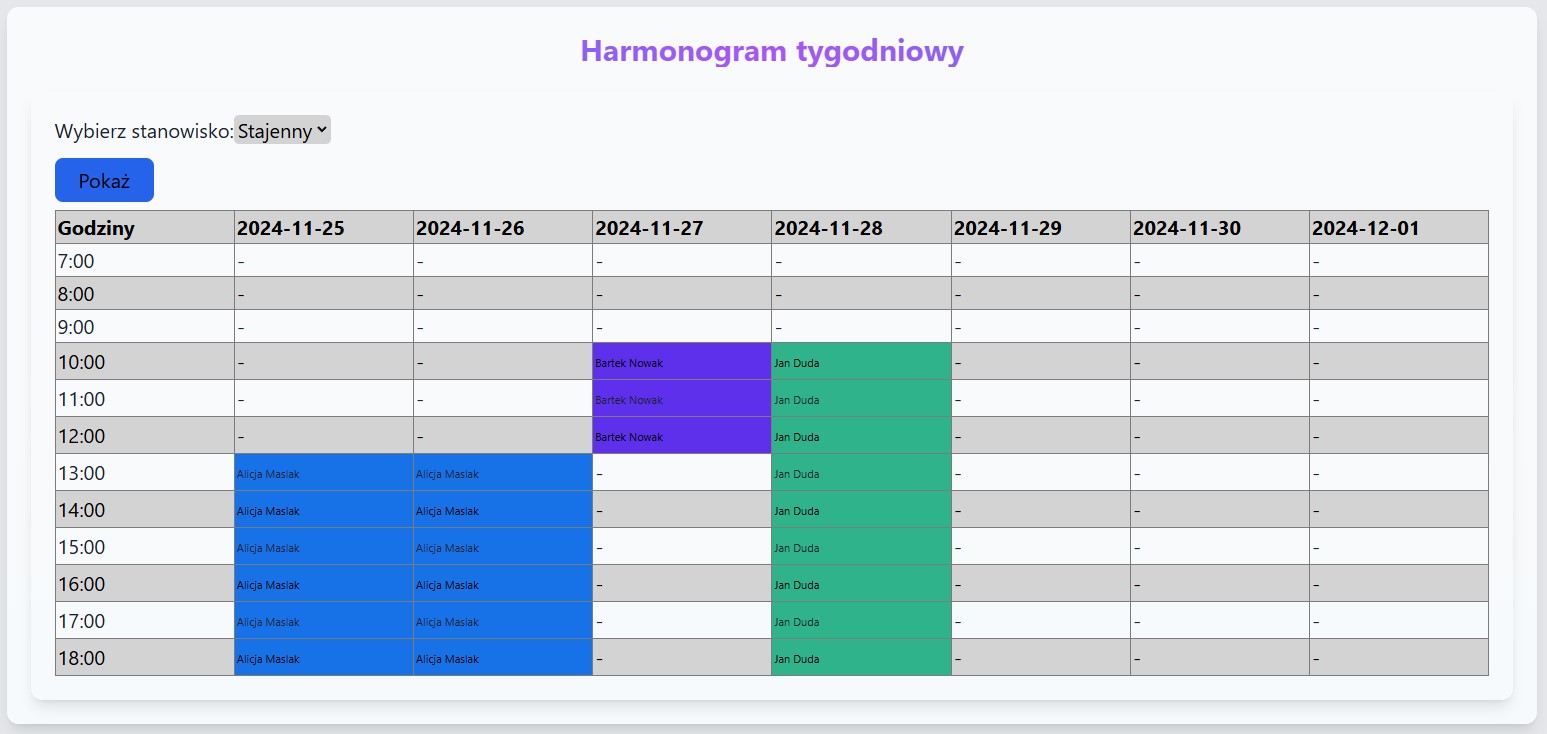 Harmonogram tygodniowy
Wybierz stanowisko: Stajenny
Pokaż
Godziny 2024-11-25 2024-11-26 2024-11-27 2024-11-28 2024-11-29 2024-11-30 2024-12-01
7:00 – – – – – – –
8:00 – – – – – – –
9:00 – – – – – – –
10:00 – – Bartek Nowak Jan Duda – – –
11:00 – – Bartek Nowak Jan Duda – – –
12:00 – – Bartek Nowak Jan Duda – – –
13:00 Alicja Maslak Alicja Maslak – Jan Duda – – –
14:00 Alicja Maslak Alicja Maslak – Jan Duda – – –
15:00 Alicja Maslak Alicja Maslak – Jan Duda – – –
16:00 Alicja Maslak Alicja Maslak – Jan Duda – – –
17:00 Alicja Maslak Alicja Maslak – Jan Duda – – –
18:00 Alicja Maslak Alicja Maslak – Jan Duda – – –